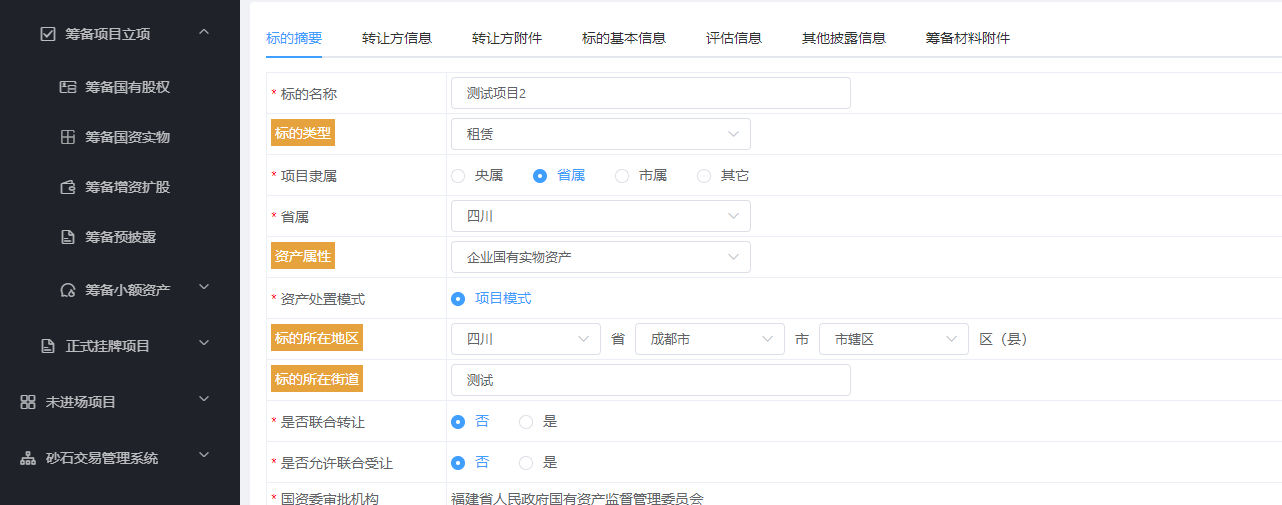 筹备项目立项
筹备国有股权
筹备国资实物
筹备增资扩股
筹备预披露
筹备小额资产
正式挂牌项目
未进场项目
砂石交易管理系统
标的摘要 转让方信息 转让方附件 标的基本信息 评估信息 其他披露信息 筹备材料附件
* 标的名称 测试项目2
标的类型 租赁
* 项目隶属 央属 省属 市属 其它
* 省属 四川
资产属性 企业国有实物资产
* 资产处置模式 项目模式
标的所在地区 四川 省 成都市 市 市辖区 区（县）
标的所在街道 测试
* 是否联合转让 否 是
* 是否允许联合受让 否 是
* 国资委审批机构 福建省人民政府国有资产监督管理委员会